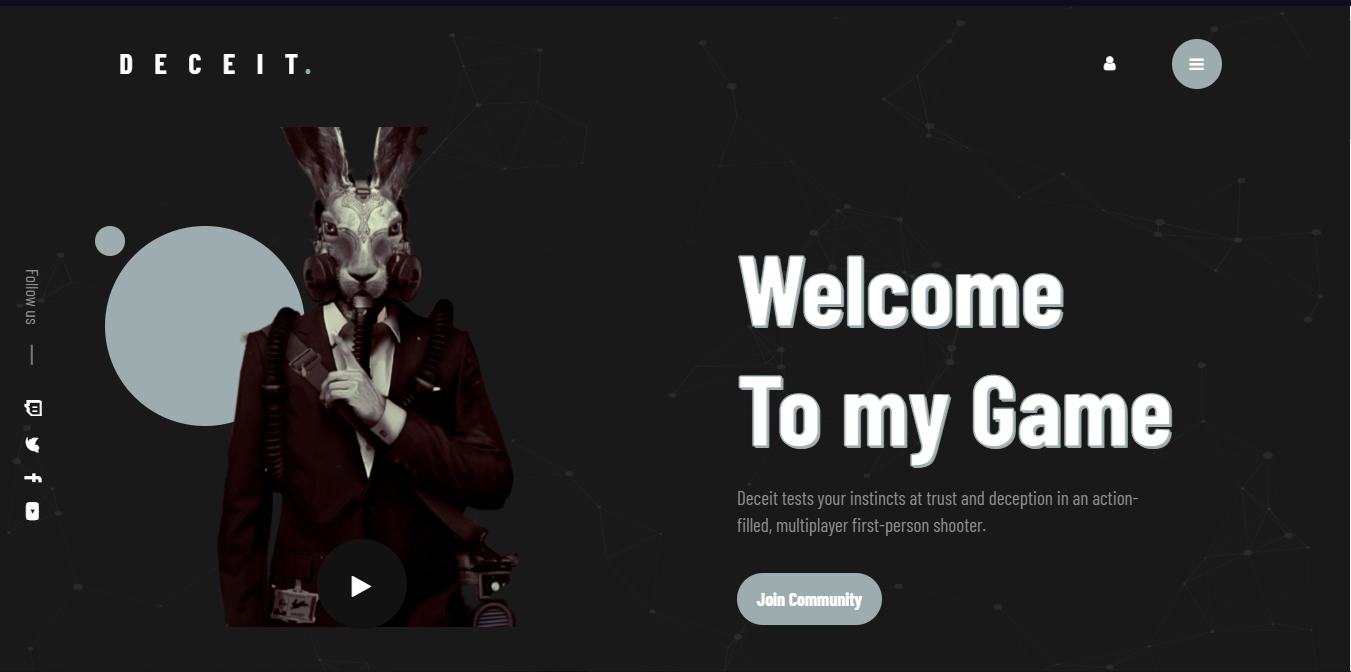 DECEIT.
Follow us
Welcome
To my Game
Deceit tests your instincts at trust and deception in an action-
filled, multiplayer first-person shooter.
Join Community